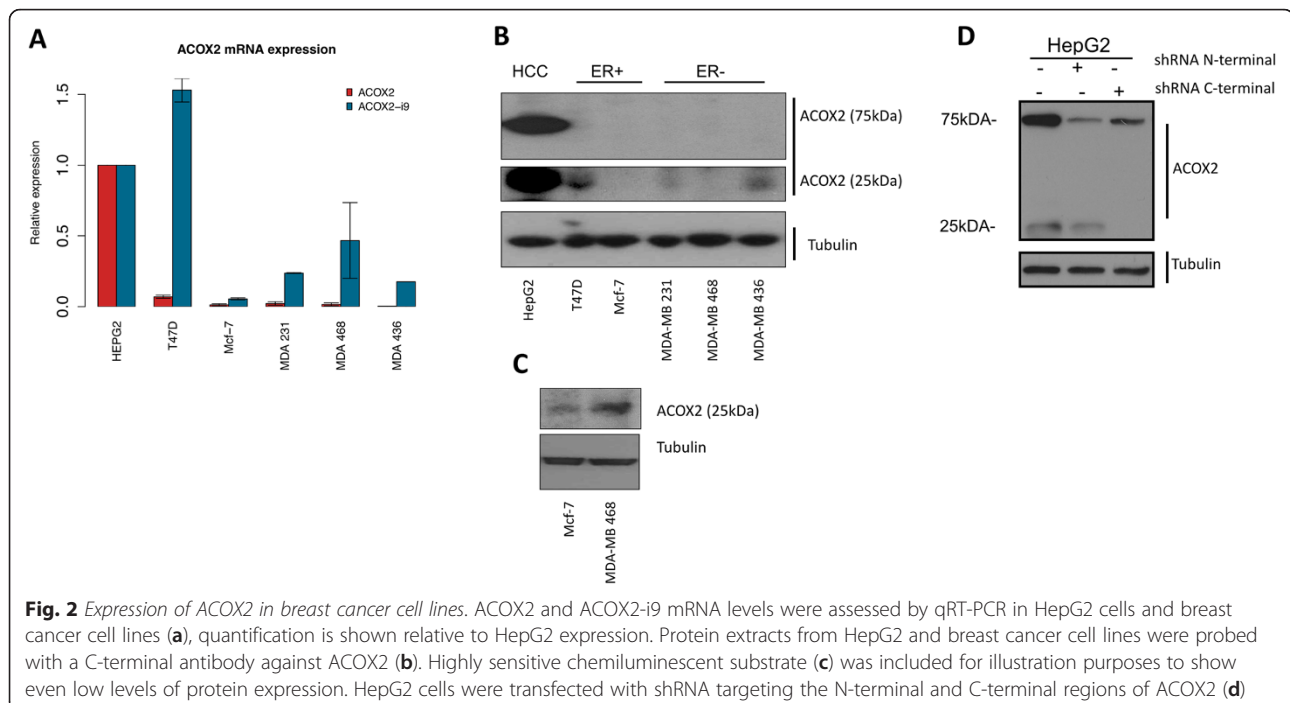 A
ACOX2 mRNA expression
ACOX2
ACOX2-i9
Relative expression
1.5
1.0
0.5
0.0
HEPG2
T47D
Mcf-7
MDA 231
MDA 468
MDA 436
B
HCC ER+ ER-
ACOX2 (75kDa)
ACOX2 (25kDa)
Tubulin
HepG2
T47D
Mcf-7
MDA-MB 231
MDA-MB 468
MDA-MB 436
C
ACOX2 (25kDa)
Tubulin
Mcf-7
MDA-MB 468
D
HepG2
shRNA N-terminal
- + -
shRNA C-terminal
- - +
75kDA-
ACOX2
25kDA-
Tubulin
Fig. 2 Expression of ACOX2 in breast cancer cell lines. ACOX2 and ACOX2-i9 mRNA levels were assessed by qRT-PCR in HepG2 cells and breast
cancer cell lines (a), quantification is shown relative to HepG2 expression. Protein extracts from HepG2 and breast cancer cell lines were probed
with a C-terminal antibody against ACOX2 (b). Highly sensitive chemiluminescent substrate (c) was included for illustration purposes to show
even low levels of protein expression. HepG2 cells were transfected with shRNA targeting the N-terminal and C-terminal regions of ACOX2 (d)